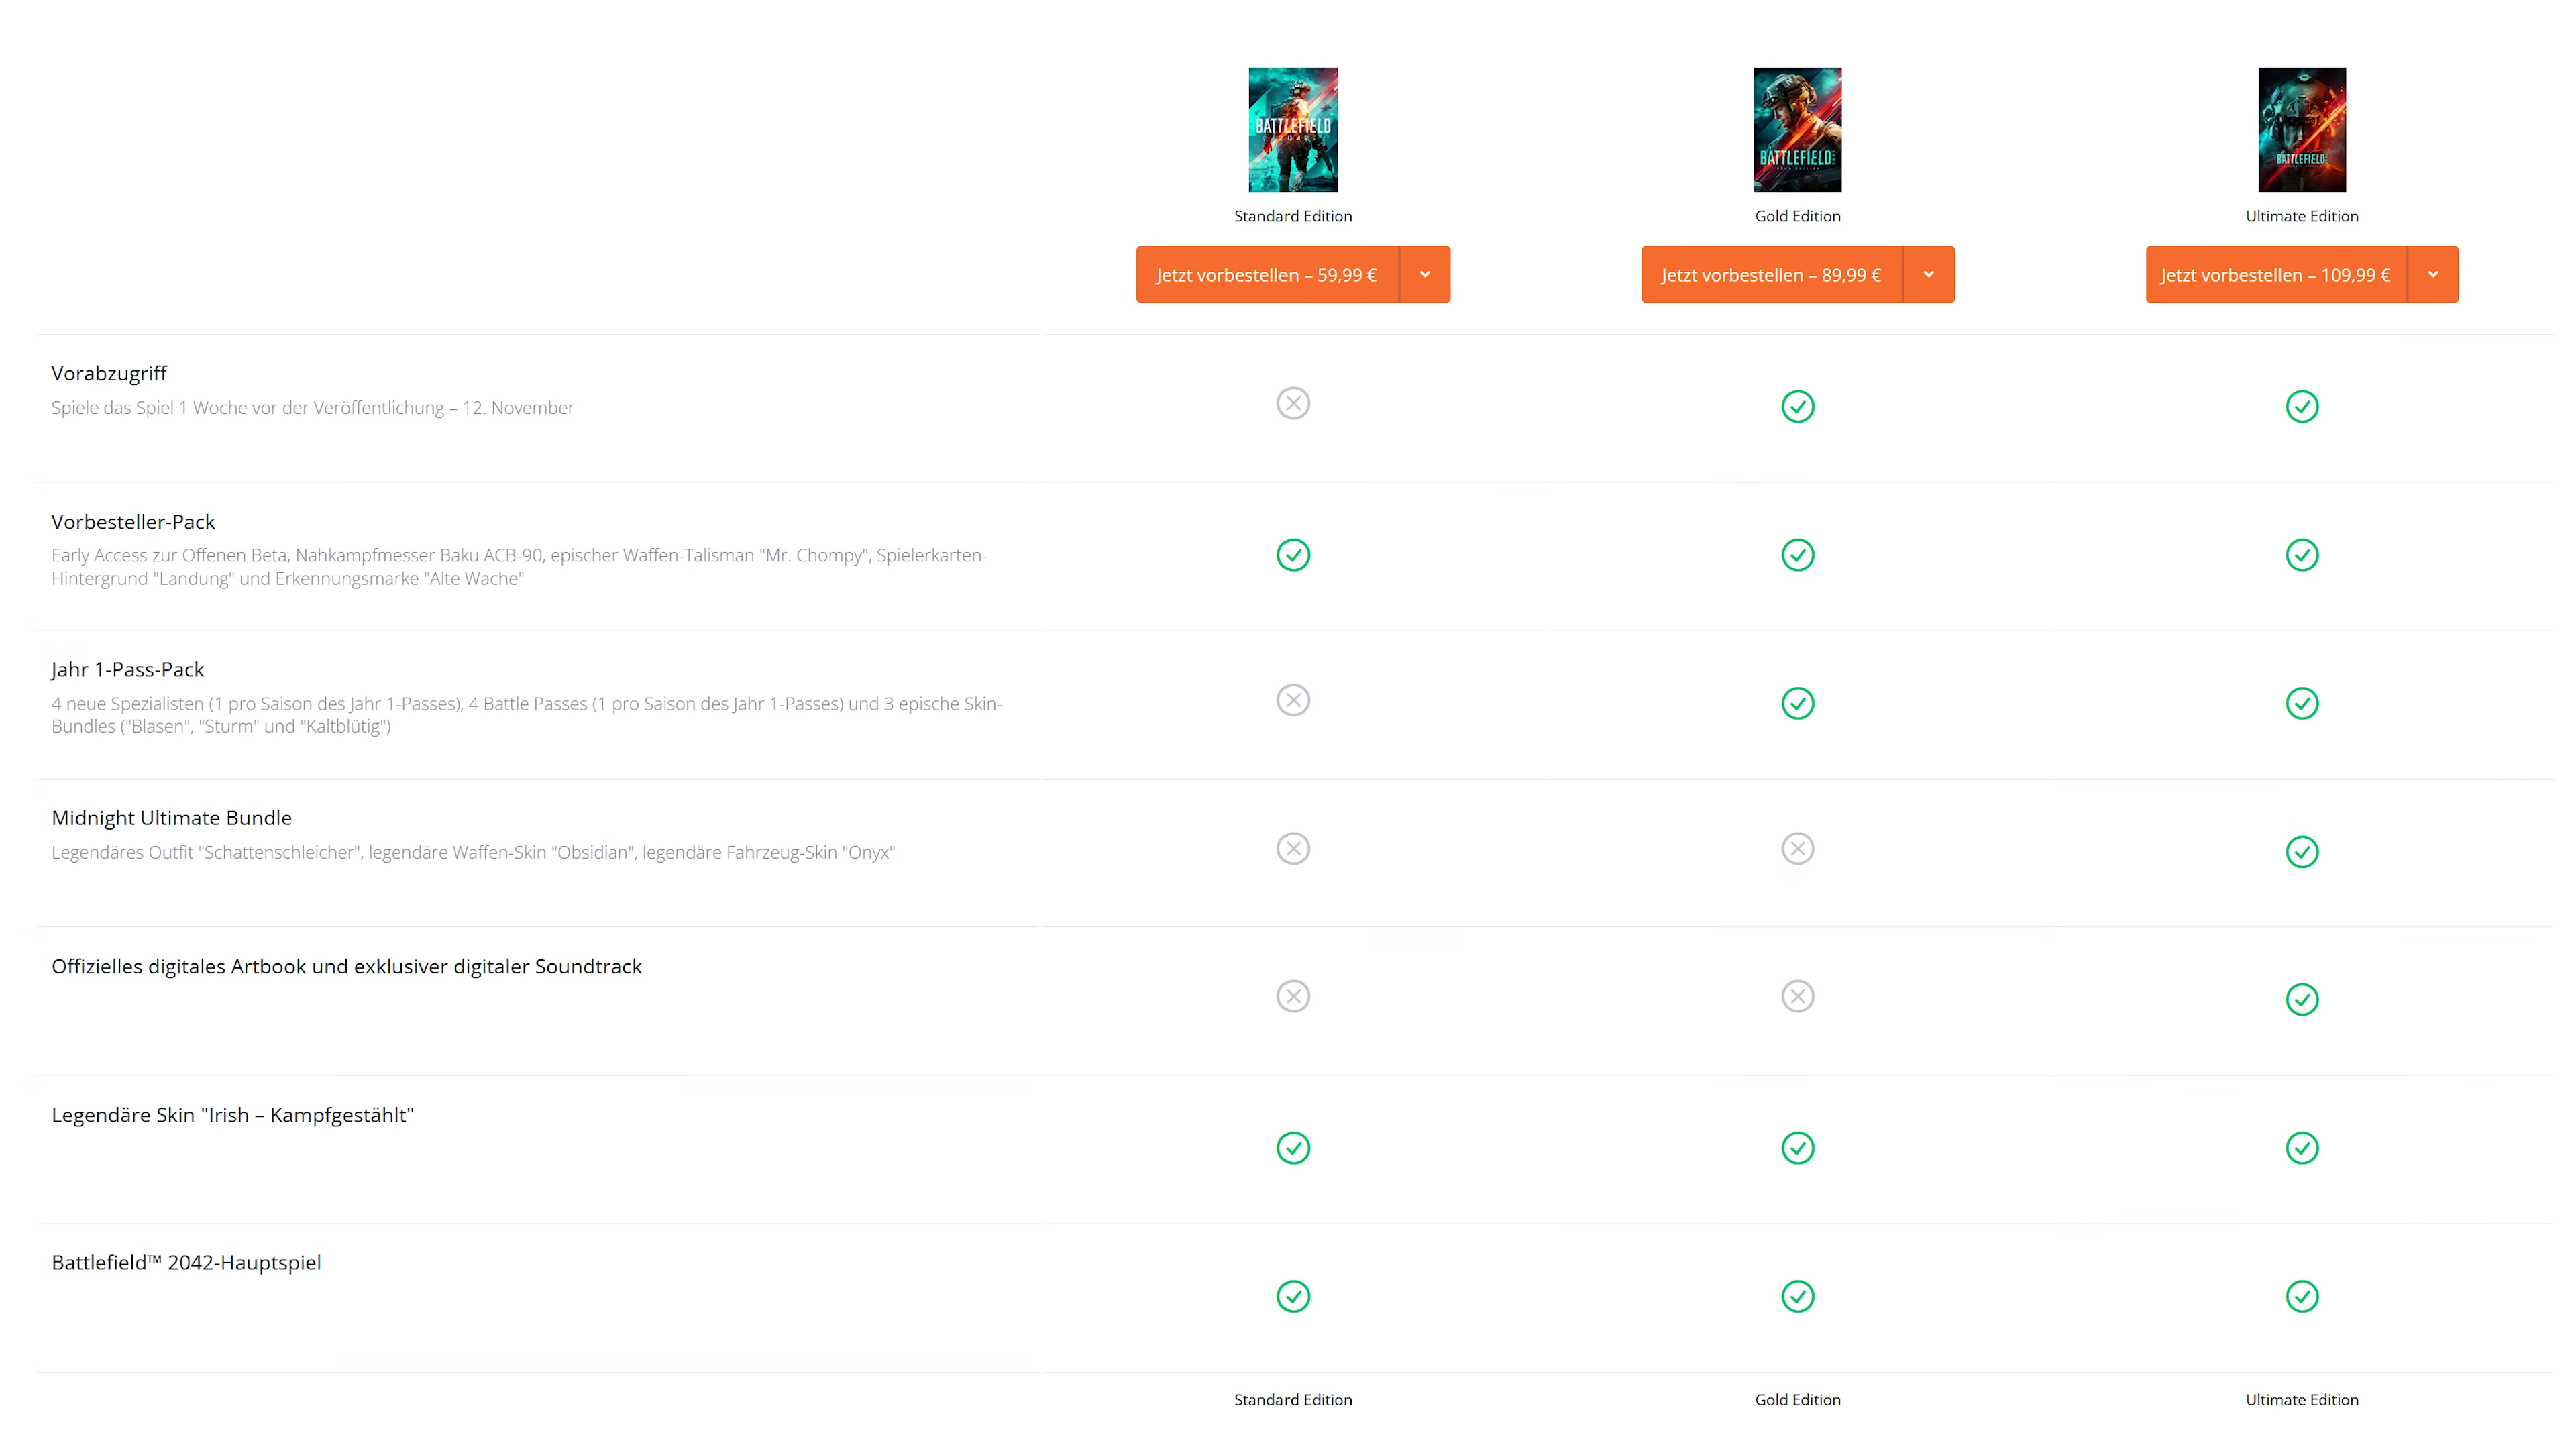 BATTLEFIELD
2042
BATTLEFIELD
GOLD EDITION
BATTLEFIELD
Standard Edition
Gold Edition
Ultimate Edition
Jetzt vorbestellen – 59,99 €
Jetzt vorbestellen – 89,99 €
Jetzt vorbestellen – 109,99 €
Vorabzugriff
Spiele das Spiel 1 Woche vor der Veröffentlichung – 12. November
Vorbesteller-Pack
Early Access zur Offenen Beta, Nahkampfmesser Baku ACB-90, epischer Waffen-Talisman "Mr. Chompy", Spielerkarten-
Hintergrund "Landung" und Erkennungsmarke "Alte Wache"
Jahr 1-Pass-Pack
4 neue Spezialisten (1 pro Saison des Jahr 1-Passes), 4 Battle Passes (1 pro Saison des Jahr 1-Passes) und 3 epische Skin-
Bundles ("Blasen", "Sturm" und "Kaltblütig")
Midnight Ultimate Bundle
Legendäres Outfit "Schattenschleicher", legendäre Waffen-Skin "Obsidian", legendäre Fahrzeug-Skin "Onyx"
Offizielles digitales Artbook und exklusiver digitaler Soundtrack
Legendäre Skin "Irish – Kampfgestählt"
Battlefield™ 2042-Hauptspiel
Standard Edition
Gold Edition
Ultimate Edition